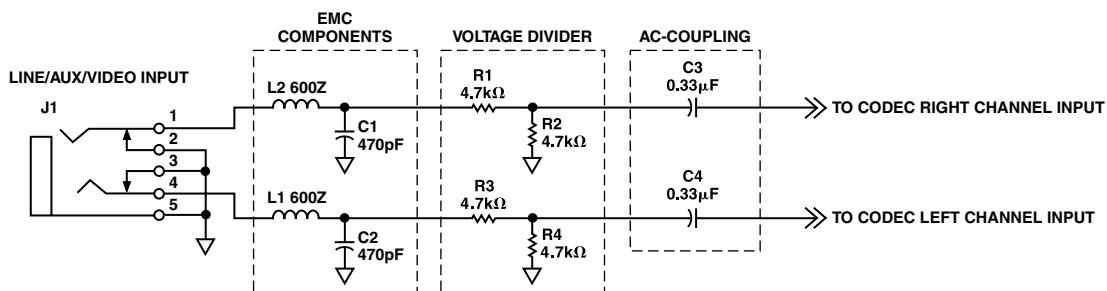 EMC
COMPONENTS
VOLTAGE DIVIDER
AC-COUPLING
LINE/AUX/VIDEO INPUT
J1
1
2
3
4
5
L2 600Z
C1
470pF
R1
4.7kΩ
R2
4.7kΩ
C3
0.33µF
TO CODEC RIGHT CHANNEL INPUT
L1 600Z
C2
470pF
R3
4.7kΩ
R4
4.7kΩ
C4
0.33µF
TO CODEC LEFT CHANNEL INPUT